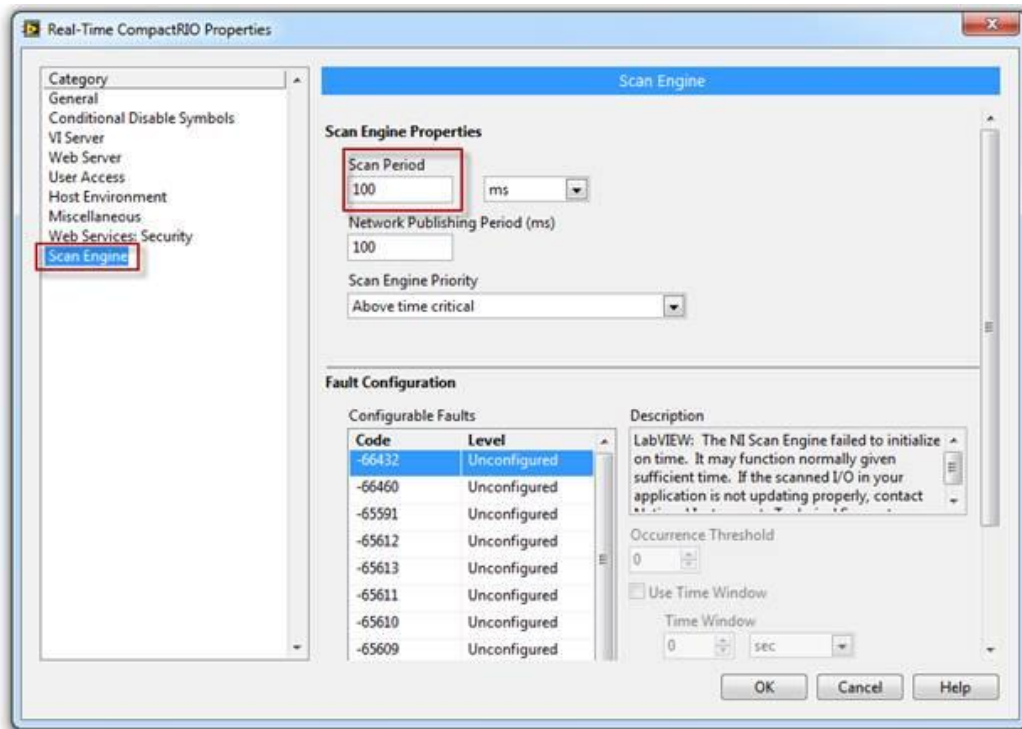 Real-Time CompactRIO Properties
Category
General
Conditional Disable Symbols
VI Server
Web Server
User Access
Host Environment
Miscellaneous
Web Services: Security
Scan Engine
Scan Engine
Scan Engine Properties
Scan Period
100 ms
Network Publishing Period (ms)
100
Scan Engine Priority
Above time critical
Fault Configuration
Configurable Faults
Code Level
-66432 Unconfigured
-66460 Unconfigured
-65591 Unconfigured
-65612 Unconfigured
-65613 Unconfigured
-65611 Unconfigured
-65610 Unconfigured
-65609 Unconfigured
Description
LabVIEW: The NI Scan Engine failed to initialize
on time. It may function normally given
sufficient time. If the scanned I/O in your
application is not updating properly, contact
Occurrence Threshold
0
Use Time Window
Time Window
0 sec
OK Cancel Help